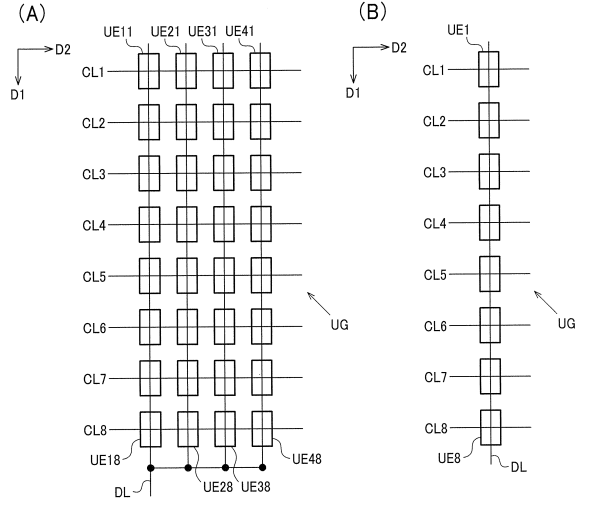 (A)
UE11 UE21 UE31 UE41
D2
D1
CL1
CL2
CL3
CL4
CL5
UG
CL6
CL7
CL8
UE18
UE48
UE28 UE38
DL
(B)
UE1
D2
D1
CL1
CL2
CL3
CL4
CL5
UG
CL6
CL7
CL8
UE8
DL